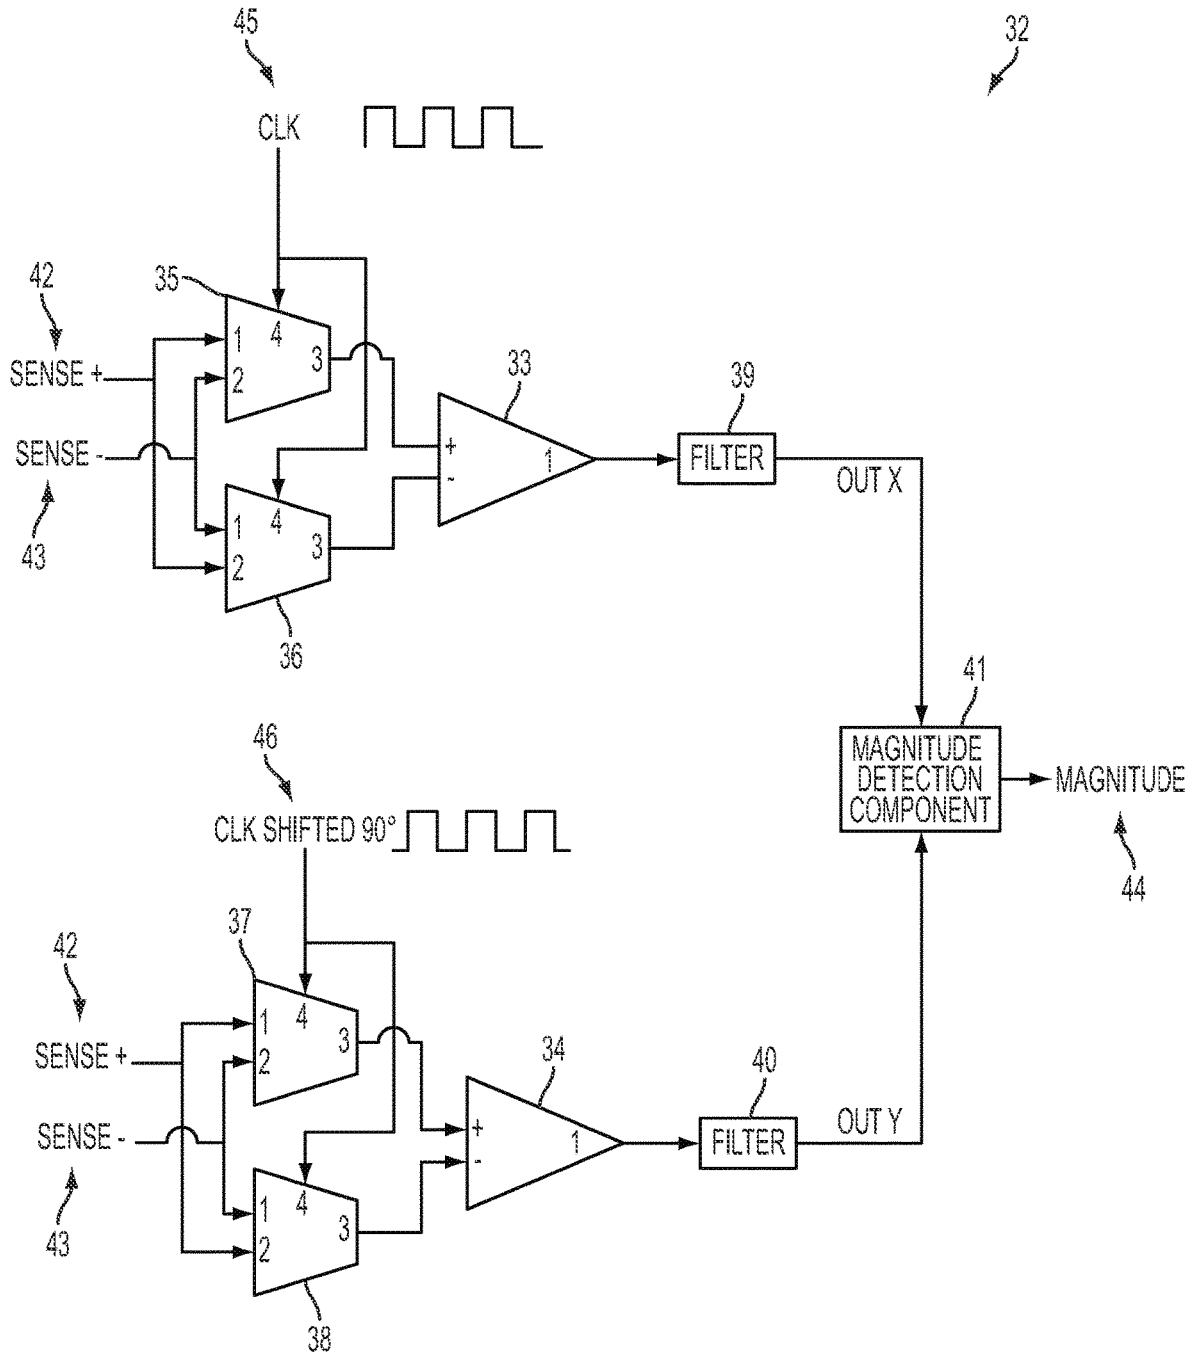 45
32
CLK
42
35
1
4
3
SENSE +
2
33
39
+
1
FILTER
-
OUT X
SENSE -
43
1
4
3
2
36
41
46
MAGNITUDE
DETECTION
COMPONENT
MAGNITUDE
44
CLK SHIFTED 90°
37
42
1
4
3
SENSE +
2
34
40
+
1
FILTER
-
OUT Y
SENSE -
43
1
4
3
2
38